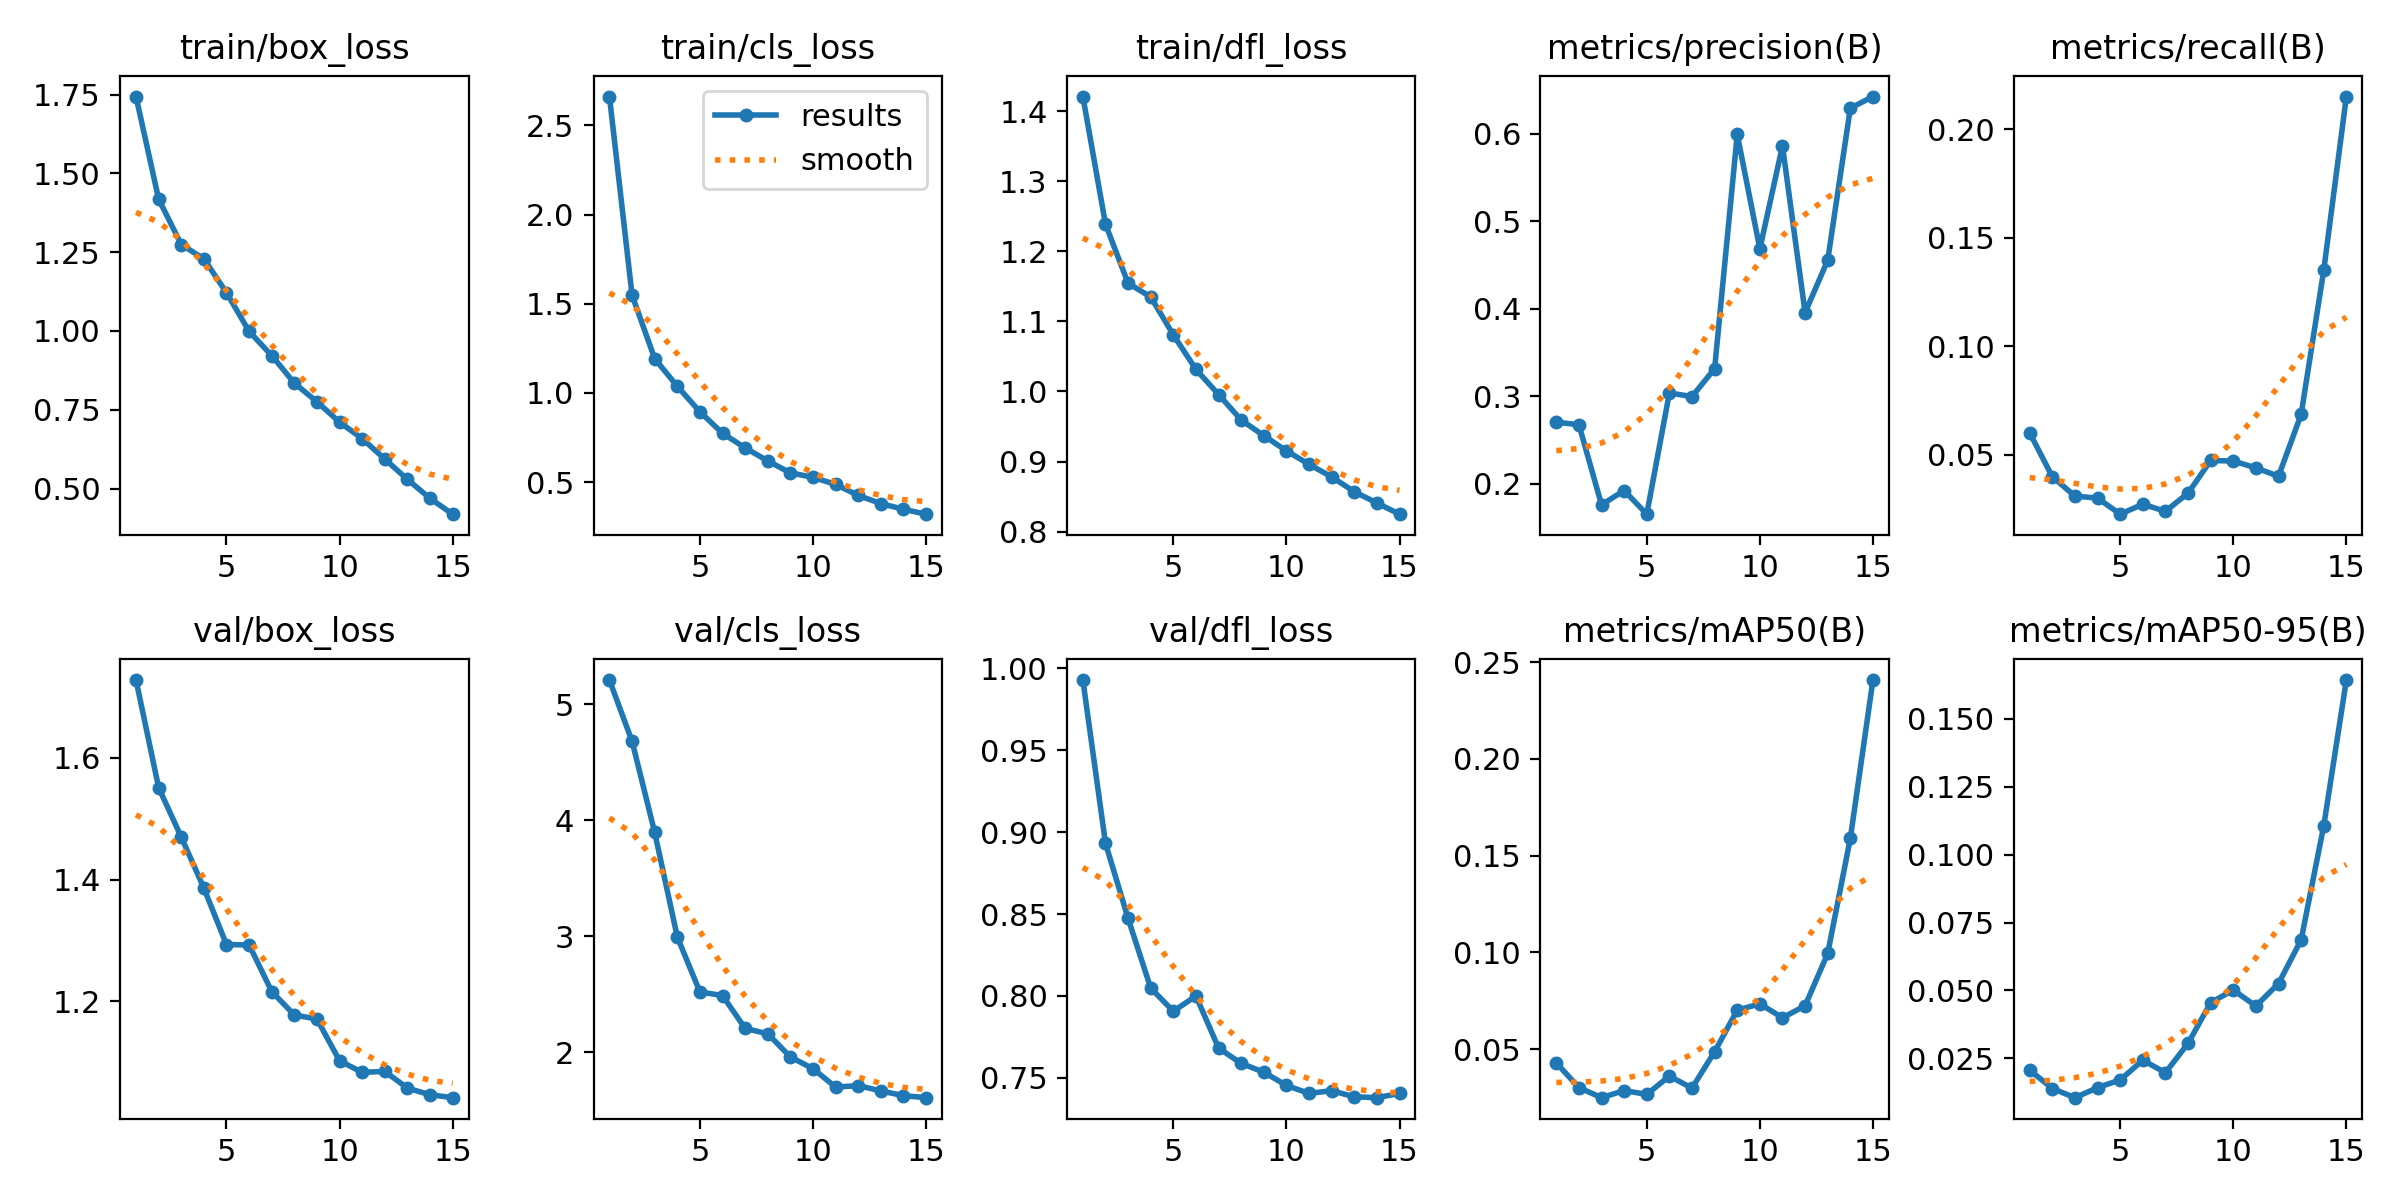 train/box_loss
1.75
1.50
1.25
1.00
0.75
0.50
5 10 15
train/cls_loss
results
smooth
2.5
2.0
1.5
1.0
0.5
5 10 15
train/dfl_loss
1.4
1.3
1.2
1.1
1.0
0.9
0.8
5 10 15
metrics/precision(B)
0.6
0.5
0.4
0.3
0.2
5 10 15
metrics/recall(B)
0.20
0.15
0.10
0.05
5 10 15
val/box_loss
1.6
1.4
1.2
5 10 15
val/cls_loss
5
4
3
2
5 10 15
val/dfl_loss
1.00
0.95
0.90
0.85
0.80
0.75
5 10 15
metrics/mAP50(B)
0.25
0.20
0.15
0.10
0.05
5 10 15
metrics/mAP50-95(B)
0.150
0.125
0.100
0.075
0.050
0.025
5 10 15